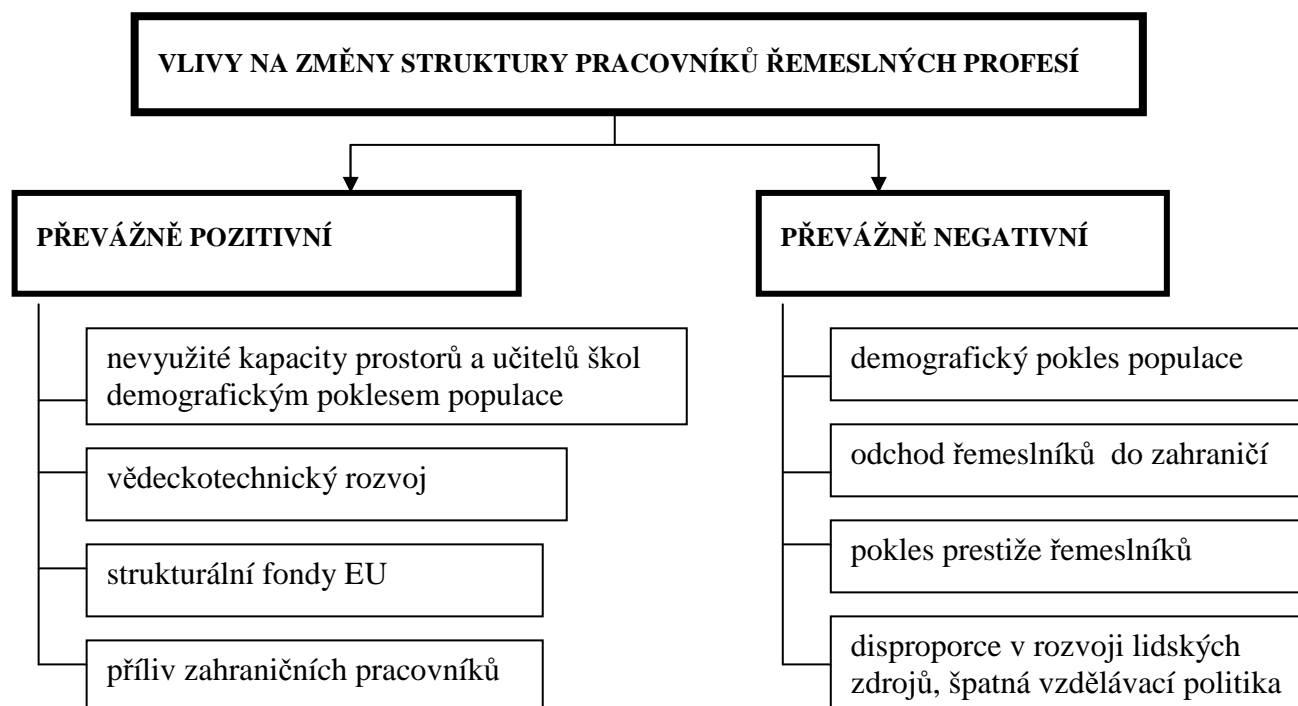 VLIVY NA ZMĚNY STRUKTURY PRACOVNÍKŮ ŘEMESLNÝCH PROFESÍ
PŘEVÁŽNĚ POZITIVNÍ
nevyužité kapacity prostorů a učitelů škol
demografickým poklesem populace
vědeckotechnický rozvoj
strukturální fondy EU
příliv zahraničních pracovníků
PŘEVÁŽNĚ NEGATIVNÍ
demografický pokles populace
odchod řemeslníků do zahraničí
pokles prestiže řemeslníků
disproporce v rozvoji lidských
zdrojů, špatná vzdělávací politika